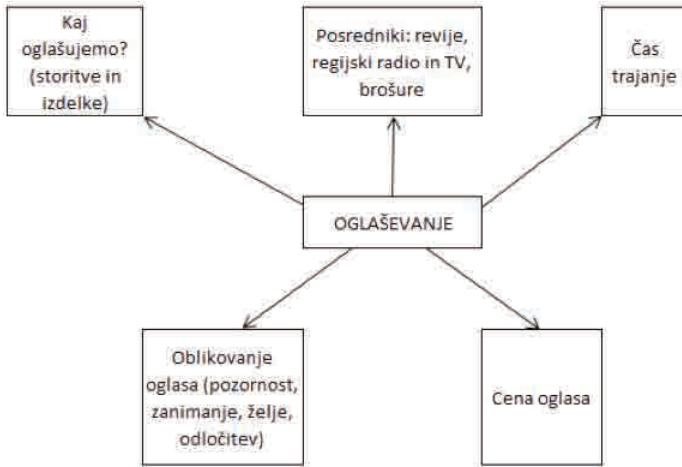 Kaj
oglašujemo?
(storitve in
izdelke)
Posredniki: revije,
regijski radio in TV,
brošure
Čas
trajanje
OGLAŠEVANJE
Oblikovanje
oglasa (pozornost,
zanimanje, želje,
odločitev)
Cena oglasa